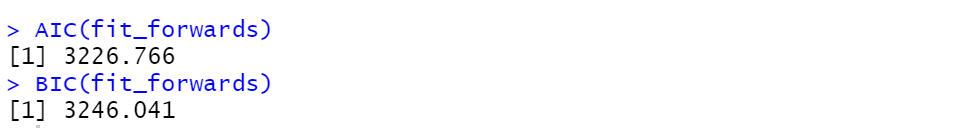 > AIC(fit_forwards)
[1] 3226.766
> BIC(fit_forwards)
[1] 3246.041